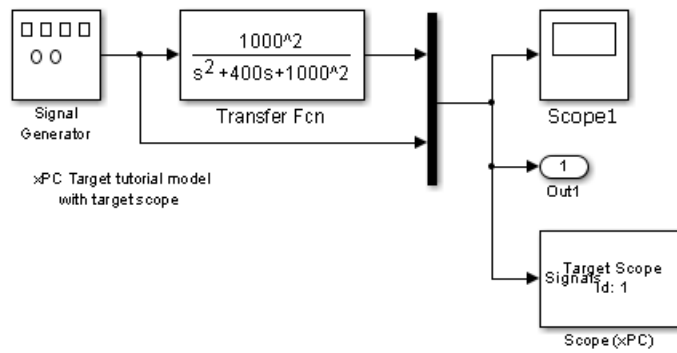 1000^2
s²+400s+1000^2
Signal
Generator
Transfer Fcn
Scope1
xPC Target tutorial model
with target scope
1
Out1
Target Scope
Signals
Id: 1
Scope (xPC)